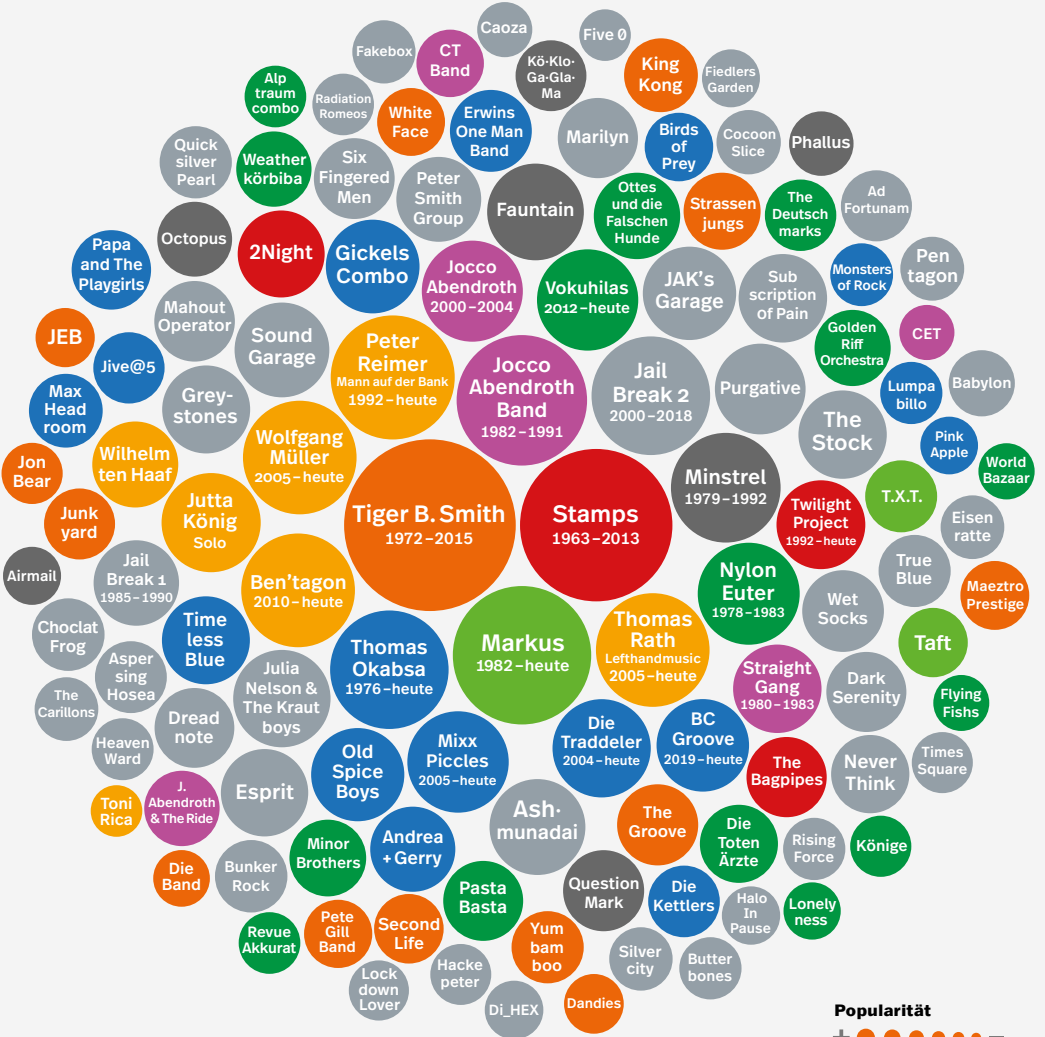 Caoza
Five 0
Fakebox
CT
Band
Kö·Klo·
Ga·Gla·
Ma
King
Kong
Fiedlers
Garden
Alp
traum
combo
Radiation
Romeos
White
Face
Erwins
One Man
Band
Marilyn
Birds
of
Prey
Cocoon
Slice
Phallus
Quick
silver
Pearl
Weather
körbiba
Six
Fingered
Men
Peter
Smith
Group
Fauntain
Ottes
und die
Falschen
Hunde
Strassen
jungs
The
Deutsch
marks
Ad
Fortunam
Octopus
2Night
Gickels
Combo
Jocco
Abendroth
2000–2004
Vokuhilas
2012–heute
JAK's
Garage
Sub
scription
of Pain
Monsters
of Rock
Pen
tagon
Papa
and The
Playgirls
Mahout
Operator
Sound
Garage
Peter
Reimer
Mann auf der Bank
1992–heute
Jocco
Abendroth
Band
1982–1991
Jail
Break 2
2000–2018
Purgative
Golden
Riff
Orchestra
CET
JEB
Jive@5
Max
Head
room
Grey-
stones
Lumpa
billo
Babylon
The
Stock
Pink
Apple
Wolfgang
Müller
2005–heute
Wilhelm
ten Haaf
Jon
Bear
World
Bazaar
Minstrel
1979–1992
Tiger B. Smith
1972–2015
Stamps
1963–2013
Twilight
Project
1992–heute
T.X.T.
Eisen
ratte
Jutta
König
Solo
Junk
yard
Airmail
Jail
Break 1
1985–1990
Ben'tagon
2010–heute
Nylon
Euter
1978–1983
True
Blue
Maeztro
Prestige
Wet
Socks
Choclat
Frog
Time
less
Blue
Thomas
Okabsa
1976–heute
Markus
1982–heute
Thomas
Rath
Lefthandmusic
2005–heute
Taft
Asper
sing
Hosea
Julia
Nelson &
The Kraut
boys
Straight
Gang
1980–1983
Dark
Serenity
Flying
Fishs
The
Carillons
Dread
note
Heaven
Ward
Old
Spice
Boys
Mixx
Piccles
2005–heute
Die
Traddeler
2004–heute
BC
Groove
2019–heute
The
Bagpipes
Never
Think
Times
Square
Toni
Rica
J.
Abendroth
& The Ride
Esprit
Ash·
munadai
The
Groove
Die
Toten
Ärzte
Rising
Force
Könige
Minor
Brothers
Andrea
+ Gerry
Die
Band
Bunker
Rock
Pasta
Basta
Question
Mark
Die
Kettlers
Halo
In
Pause
Lonely
ness
Revue
Akkurat
Pete
Gill
Band
Second
Life
Yum
bam
boo
Silver
city
Butter
bones
Lock
down
Lover
Hacke
peter
Di_HEX
Dandies
Popularität